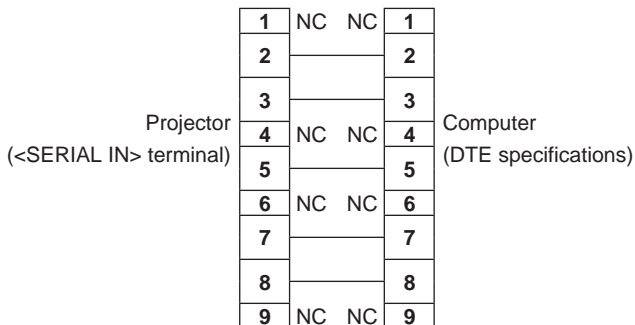 1 NC NC 1
2 2
3 3
Projector
(<SERIAL IN> terminal)
4 NC NC 4
Computer
(DTE specifications)
5 5
6 NC NC 6
7 7
8 8
9 NC NC 9